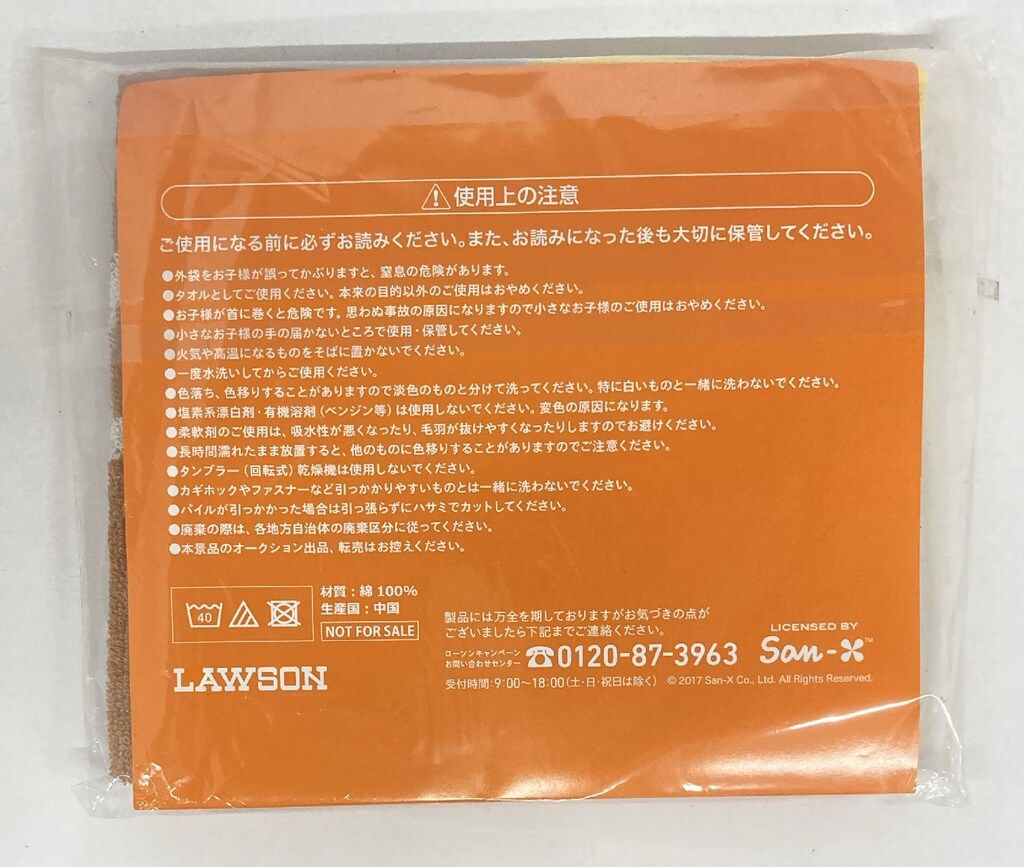 ⚠使用上の注意
ご使用になる前に必ずお読みください。また、お読みになった後も大切に保管してください。
●外袋をお子様が誤ってかぶりますと、窒息の危険があります。
●タオルとしてご使用ください。本来の目的以外のご使用はおやめください。
●お子様が首に巻くと危険です。思わぬ事故の原因になりますので小さなお子様のご使用はおやめください。
●小さなお子様の手の届かないところで使用・保管してください。
●火気や高温になるものをそばに置かないでください。
●一度水洗いしてからご使用ください。
●色落ち、色移りすることがありますので淡色のものと分けて洗ってください。特に白いものと一緒に洗わないでください。
●塩素系漂白剤・有機溶剤(ベンジン等)は使用しないでください。変色の原因になります。
●柔軟剤のご使用は、吸水性が悪くなったり、毛羽が抜けやすくなったりしますのでお避けください。
●長時間濡れたまま放置すると、他のものに色移りすることがありますのでご注意ください。
●タンブラー(回転式)乾燥機は使用しないでください。
●カギホックやファスナーなど引っかかりやすいものとは一緒に洗わないでください。
●パイルが引っかかった場合は引っ張らずにハサミでカットしてください。
●廃棄の際は、各地方自治体の廃棄区分に従ってください。
●本景品のオークション出品、転売はお控えください。
40
材質:綿100%
生産国:中国
NOT FOR SALE
LAWSON
製品には万全を期しておりますがお気づきの点が
ございましたら下記までご連絡ください。
ローソンキャンペーン
お問い合わせセンター
☎0120-87-3963
受付時間:9:00〜18:00(土・日・祝日は除く)
LICENSED BY
San-X™
© 2017 San-X Co., Ltd. All Rights Reserved.